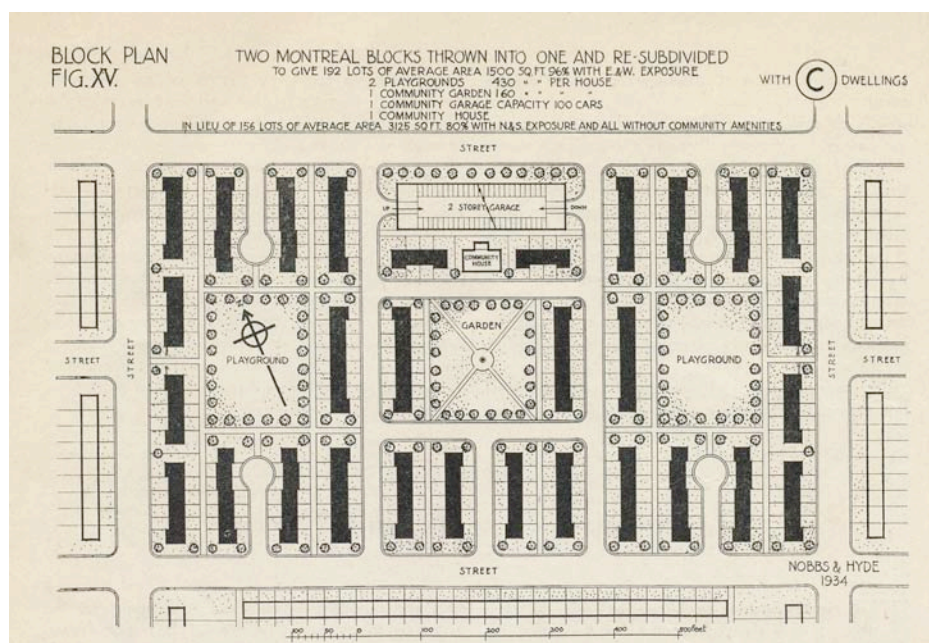 BLOCK PLAN
FIG. XV.
TWO MONTREAL BLOCKS THROWN INTO ONE AND RE-SUBDIVIDED
TO GIVE 192 LOTS OF AVERAGE AREA 1500 SQ.FT. 96% WITH E.&W. EXPOSURE
2 PLAYGROUNDS 430 " " PER HOUSE
1 COMMUNITY GARDEN 160 " " " "
1 COMMUNITY GARAGE CAPACITY 100 CARS
1 COMMUNITY HOUSE
IN LIEU OF 156 LOTS OF AVERAGE AREA 3125 SQ.FT. 80% WITH N.&S. EXPOSURE AND ALL WITHOUT COMMUNITY AMENITIES
WITH C DWELLINGS
STREET
UP
2 STOREY GARAGE
DOWN
COMMUNITY
HOUSE
GARDEN
PLAYGROUND
PLAYGROUND
STREET
STREET
STREET
STREET
STREET
NOBBS & HYDE
1934
100 50 0 100 200 300 400 500 feet